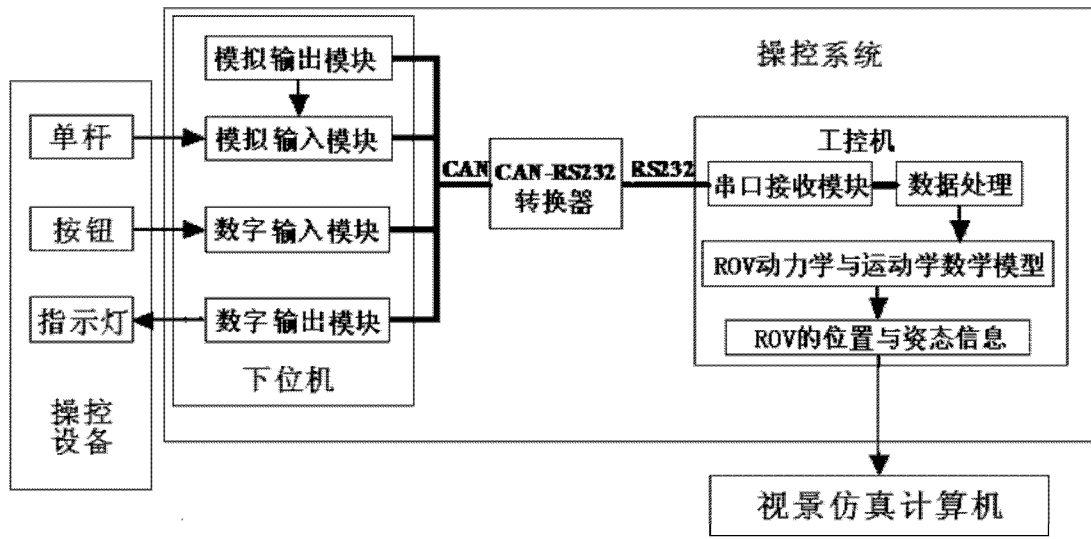 操控系统
模拟输出模块
单杆
模拟输入模块
按钮
数字输入模块
指示灯
数字输出模块
下位机
操控
设备
CAN
CAN-RS232
转换器
RS232
工控机
串口接收模块
数据处理
ROV动力学与运动学数学模型
ROV的位置与姿态信息
视景仿真计算机